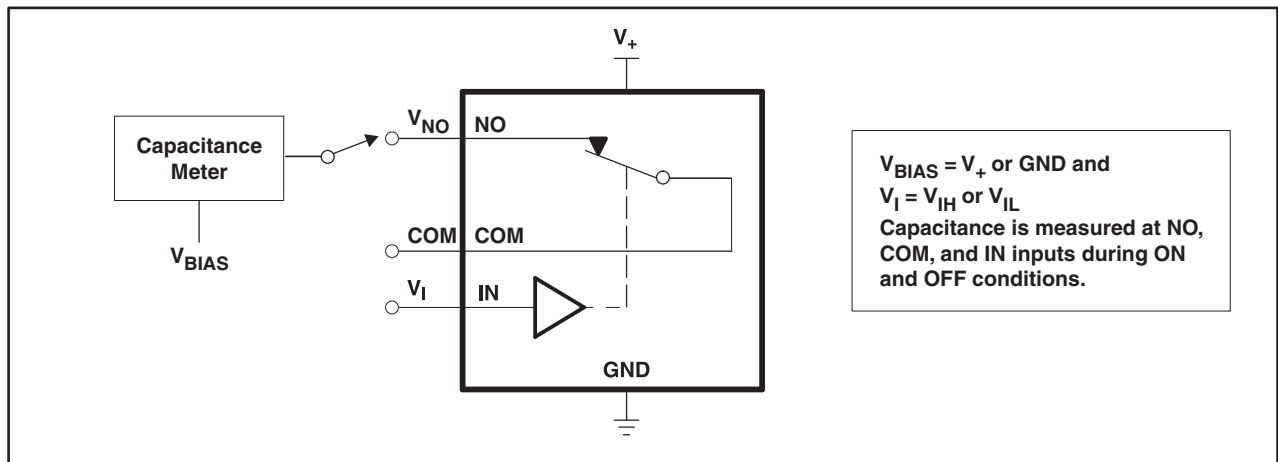 V+
Capacitance
Meter
VBIAS
VNO NO
COM COM
VI IN
GND
VBIAS = V+ or GND and
VI = VIH or VIL
Capacitance is measured at NO,
COM, and IN inputs during ON
and OFF conditions.